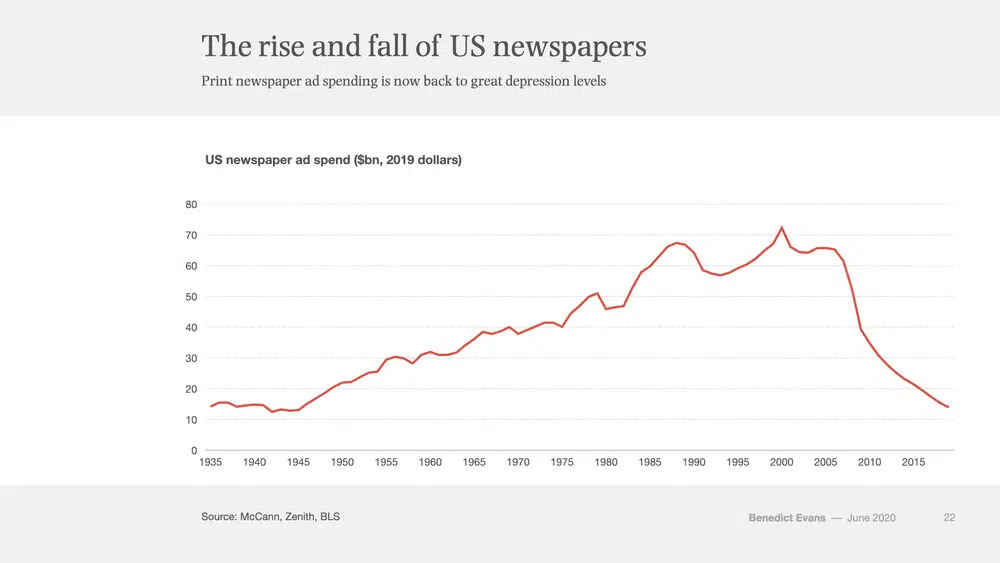 The rise and fall of US newspapers
Print newspaper ad spending is now back to great depression levels
US newspaper ad spend ($bn, 2019 dollars)
80
70
60
50
40
30
20
10
0
1935 1940 1945 1950 1955 1960 1965 1970 1975 1980 1985 1990 1995 2000 2005 2010 2015
Source: McCann, Zenith, BLS
Benedict Evans — June 2020 22